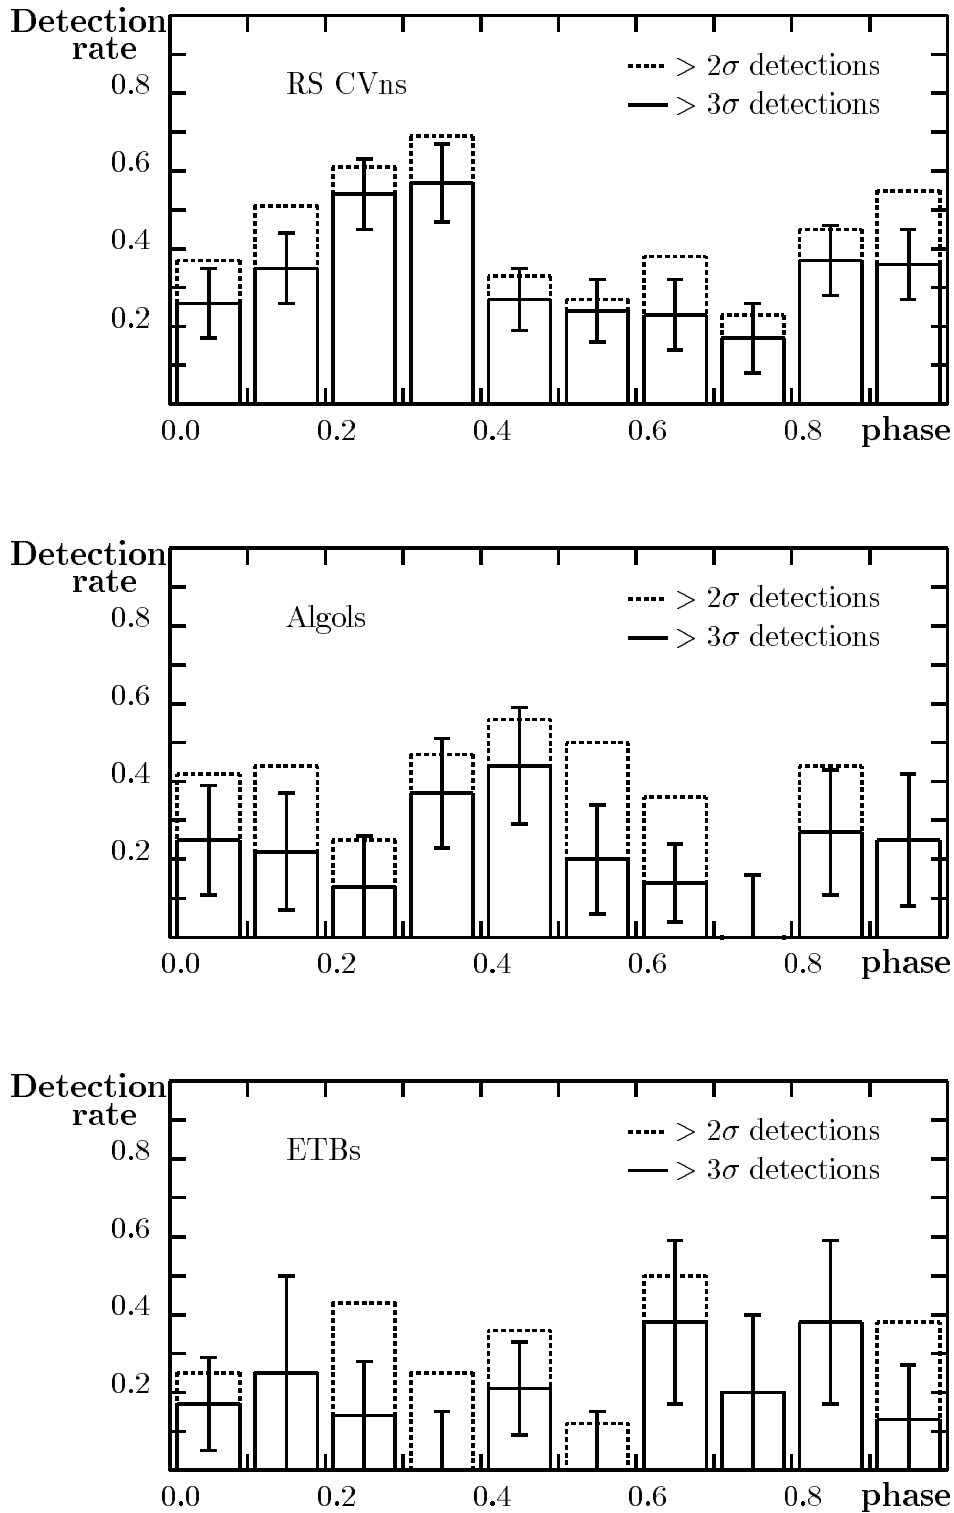 Detection
rate
RS CVns
> 2σ detections
> 3σ detections
0.8
0.6
0.4
0.2
0.0 0.2 0.4 0.6 0.8 phase
Detection
rate
Algols
> 2σ detections
> 3σ detections
0.8
0.6
0.4
0.2
0.0 0.2 0.4 0.6 0.8 phase
Detection
rate
ETBs
> 2σ detections
> 3σ detections
0.8
0.6
0.4
0.2
0.0 0.2 0.4 0.6 0.8 phase